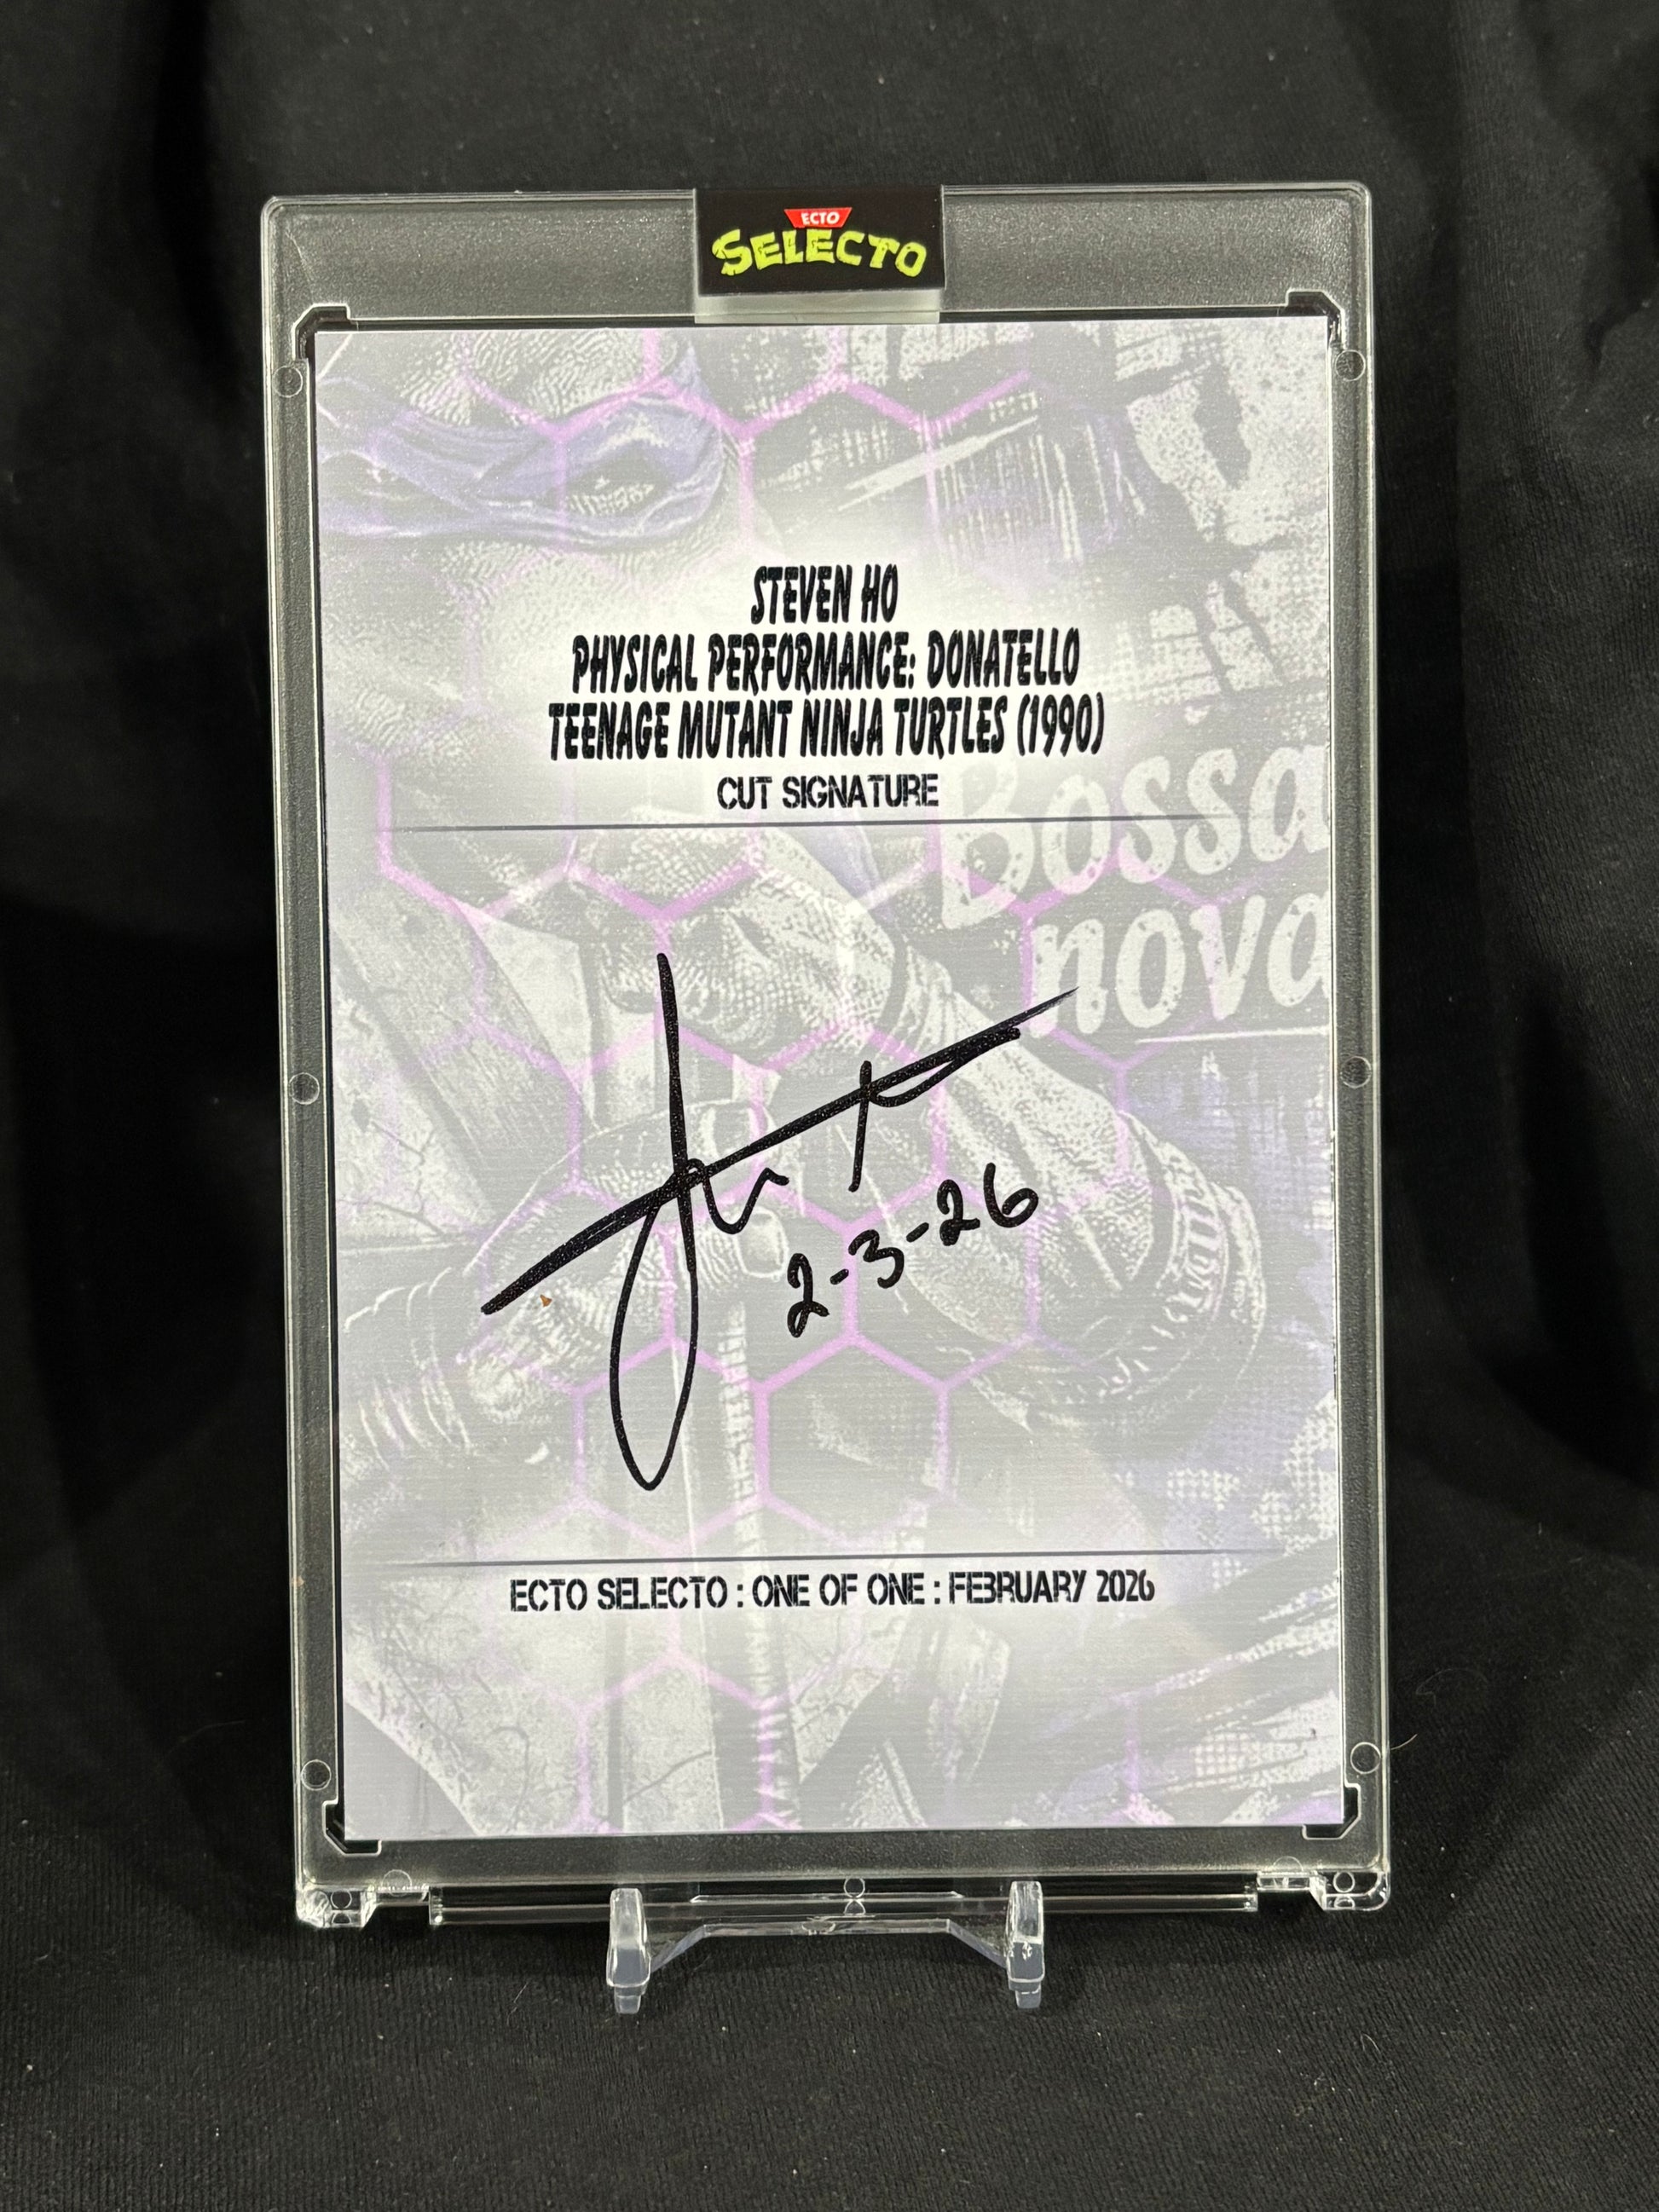 ECTO
SELECTO
STEVEN HO
PHYSICAL PERFORMANCE: DONATELLO
TEENAGE MUTANT NINJA TURTLES (1990)
CUT SIGNATURE
Bossa
nova
2-3-26
ECTO SELECTO : ONE OF ONE : FEBRUARY 2026